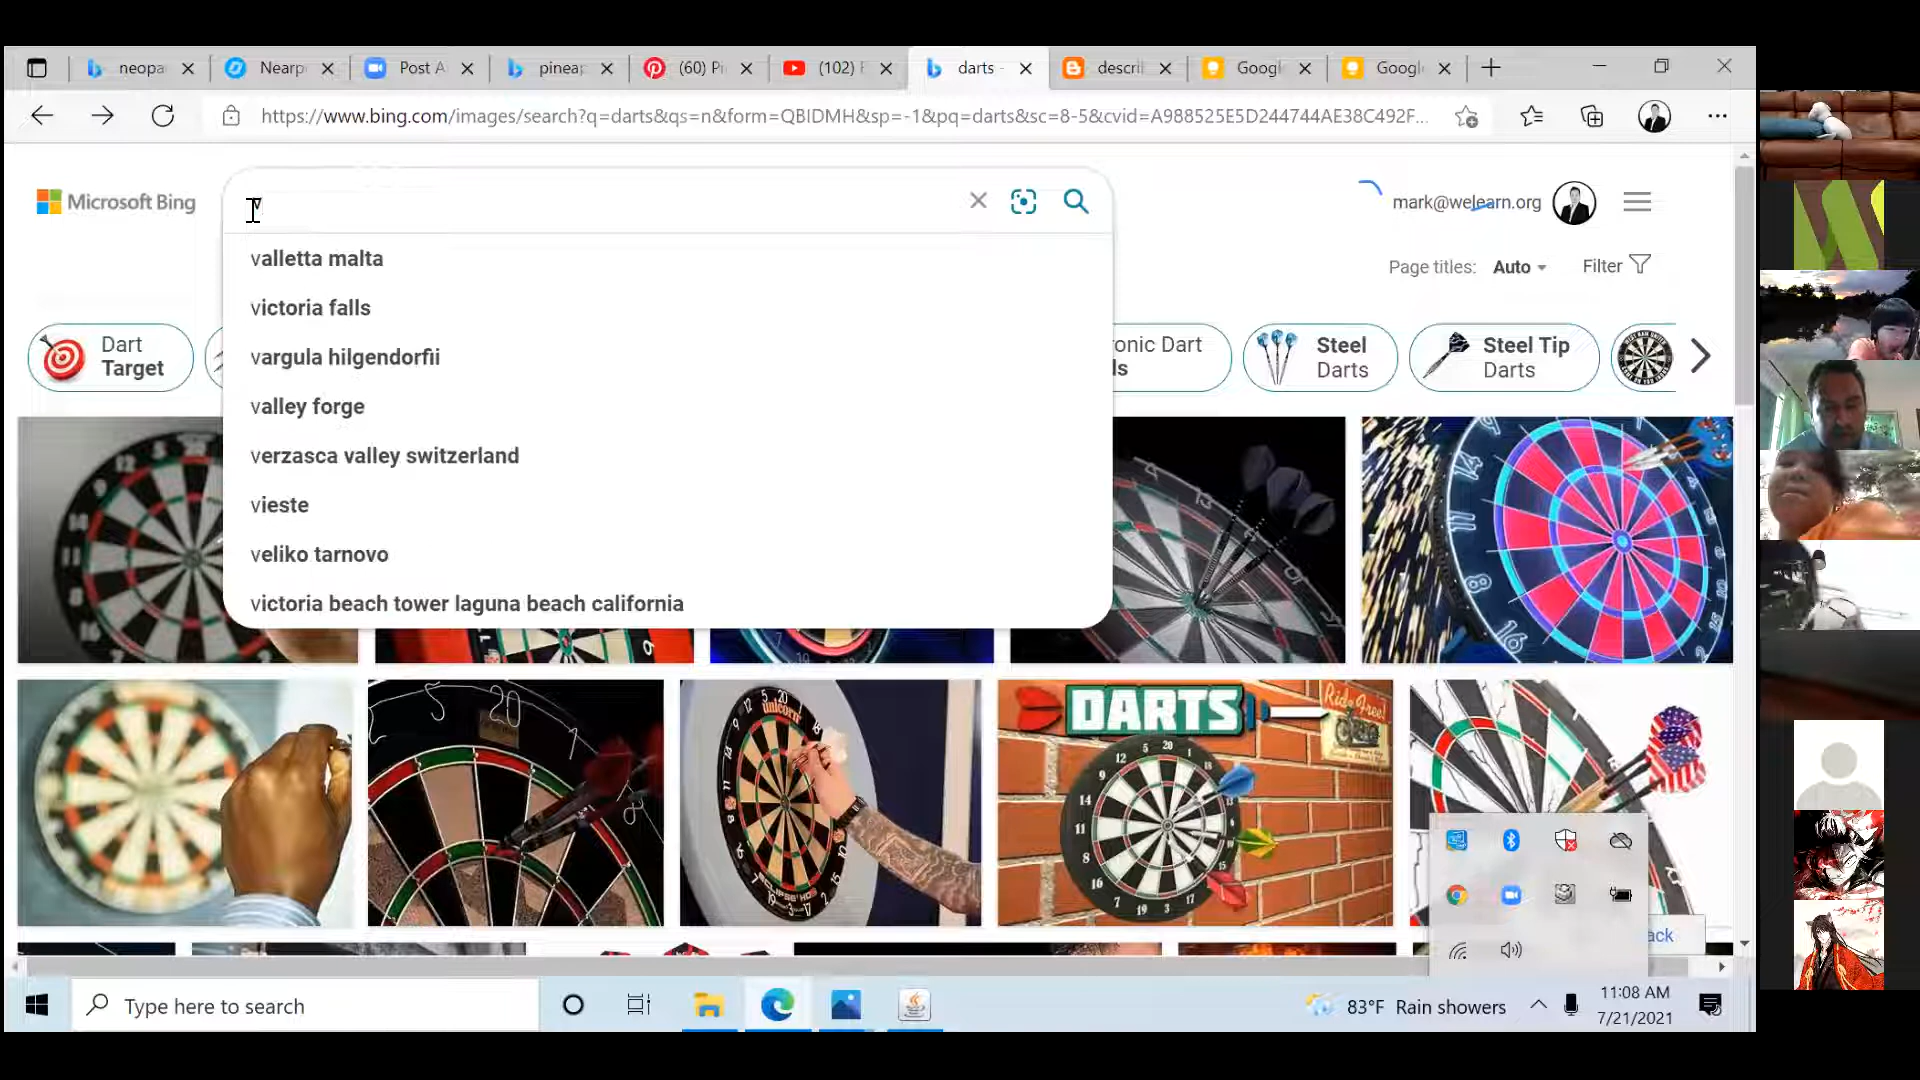 neopa
Nearp
Post A
pineap
(60) Pi
(102)
darts -
descril
Googl
Googl
https://www.bing.com/images/search?q=darts&qs=n&form=QBIDMH&sp=-1&pq=darts&sc=8-5&cvid=A988525E5D244744AE38C492F...
Microsoft Bing
v
mark@welearn.org
valletta malta
victoria falls
vargula hilgendorfii
valley forge
verzasca valley switzerland
vieste
veliko tarnovo
victoria beach tower laguna beach california
Page titles: Auto
Filter
Dart
Target
onic Dart
ls
Steel
Darts
Steel Tip
Darts
DARTS
Ride Free!
unicorn
ack
Type here to search
83°F Rain showers
11:08 AM
7/21/2021